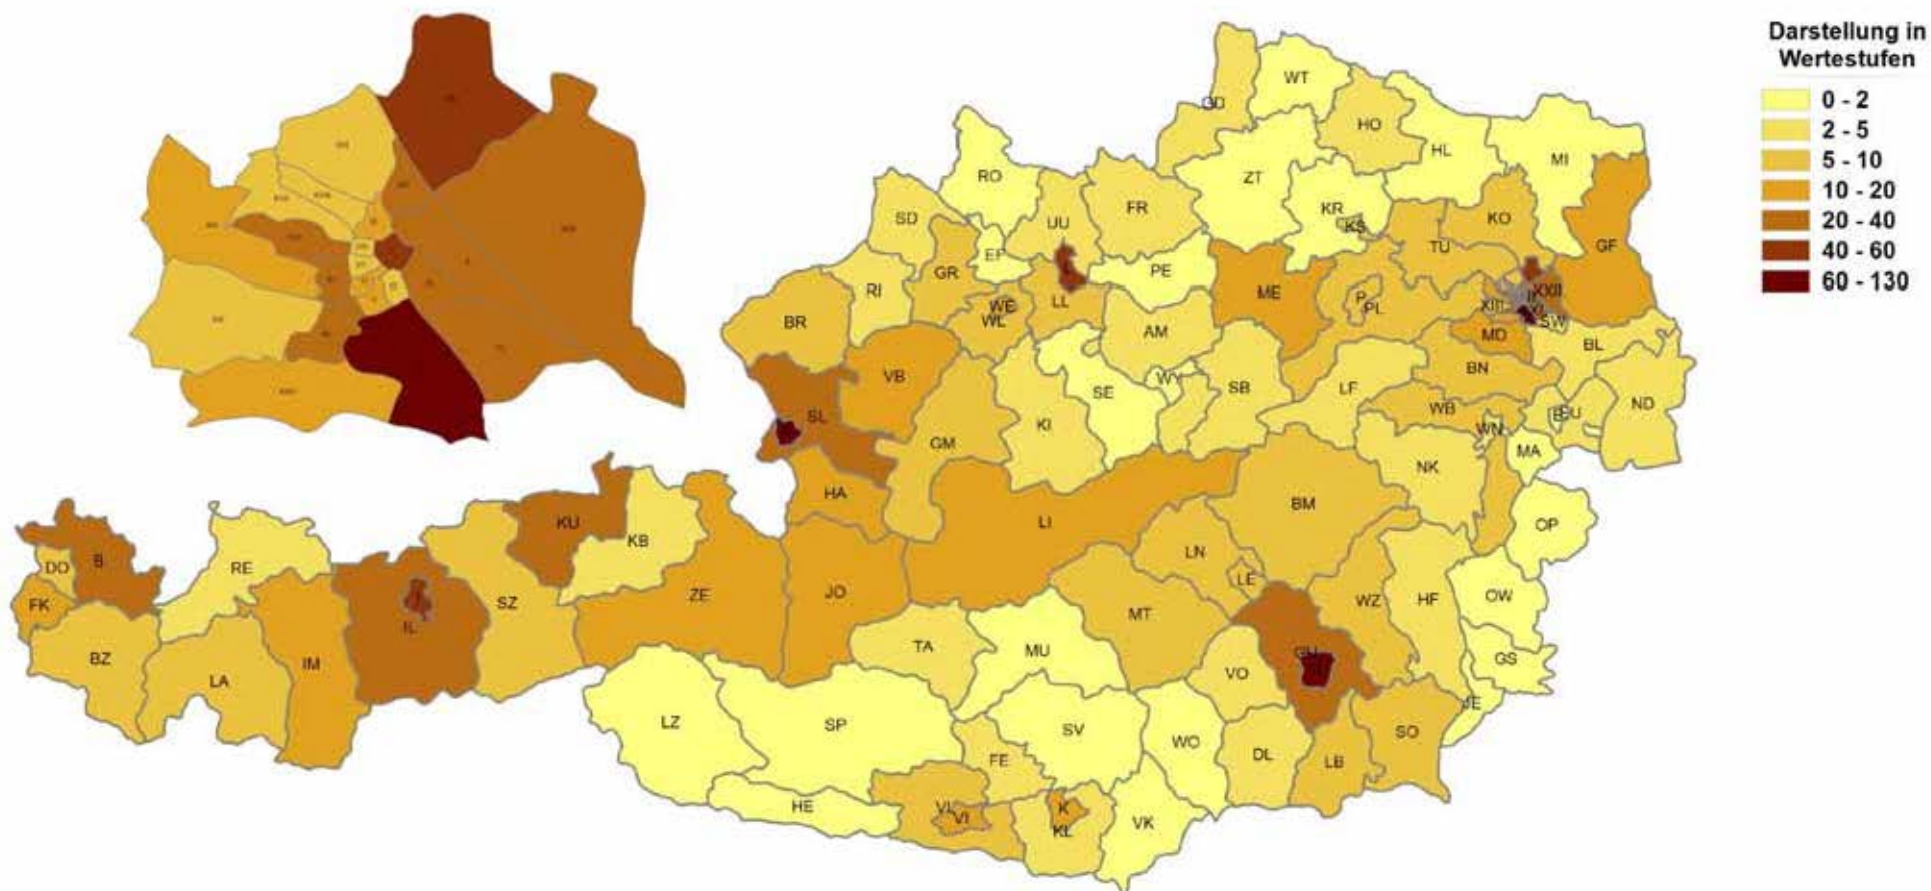 Darstellung in
Wertestufen
0 - 2
2 - 5
5 - 10
10 - 20
20 - 40
40 - 60
60 - 130
WT
GD
HO
HL
MI
RO
ZT
KR
KS
KO
TU
GF
SD
UU
FR
EF
GR
PE
RI
WE
WL
LL
ME
P
PL
XXII
XIII
SW
BR
AM
MD
BL
VB
SE
WY
SB
LF
BN
WB
EU
ND
SL
GM
KI
WN
MA
NK
HA
LI
BM
OP
KU
KB
B
DO
RE
LN
LE
FK
SZ
ZE
JO
MT
WZ
HF
OW
IL
BZ
LA
IM
TA
MU
VO
GU
GS
LZ
SP
SV
WO
DL
LB
SO
JE
FE
HE
VL
VI
K
KL
VK